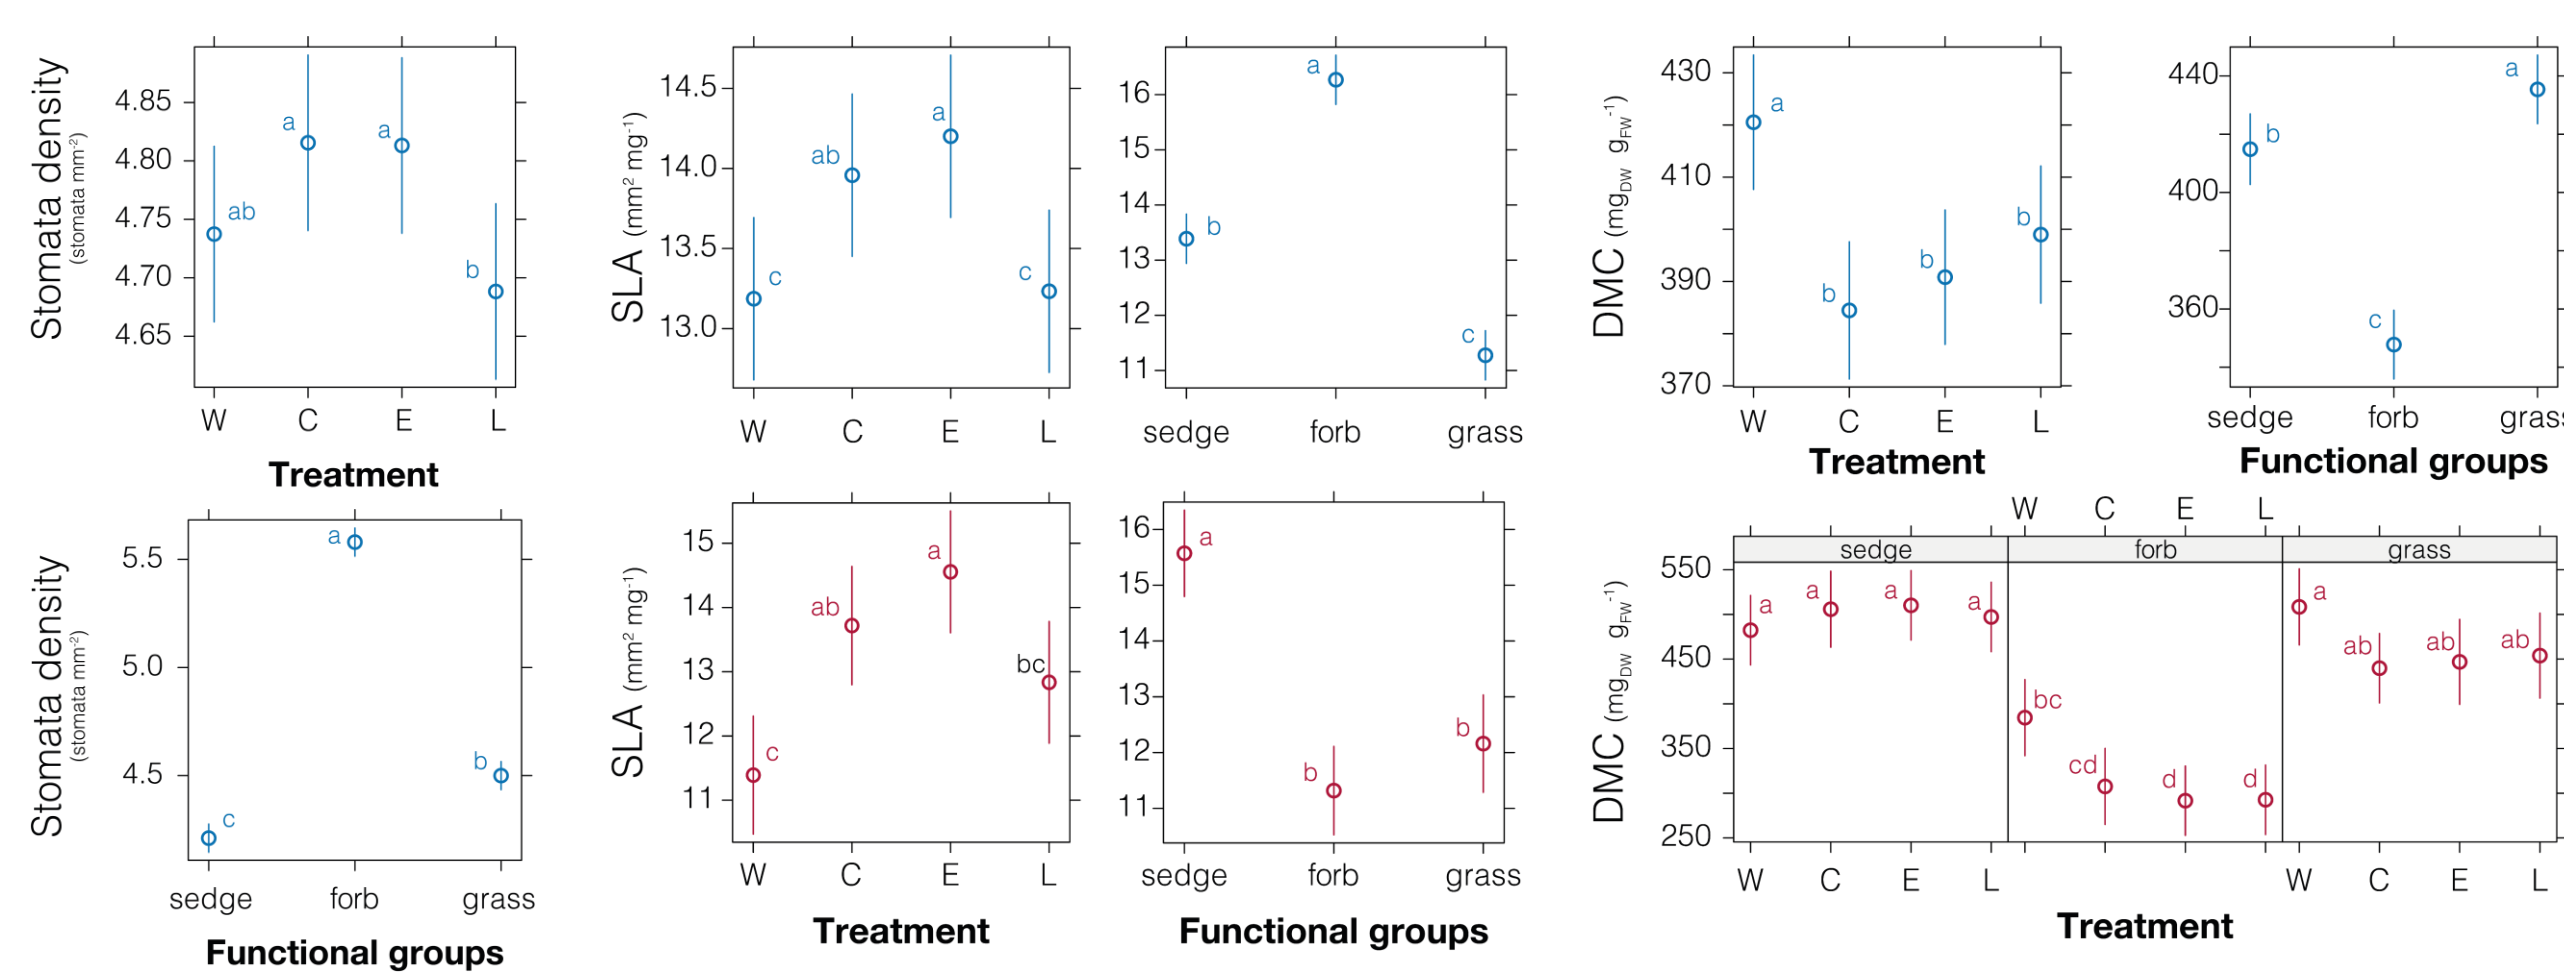 Stomata density
(stomata mm-2)
4.85
4.80
4.75
4.70
4.65
ab
a
a
b
W C E L
Treatment
SLA (mm2 mg-1)
14.5
14.0
13.5
13.0
c
ab
a
c
W C E L
16
15
14
13
12
11
b
a
c
sedge forb grass
DMC (mgDW gFW-1)
430
410
390
370
a
b
b
b
W C E L
Treatment
440
400
360
b
c
a
sedge forb gras
Functional groups
Stomata density
(stomata mm-2)
5.5
5.0
4.5
c
a
b
sedge forb grass
Functional groups
SLA (mm2 mg-1)
15
14
13
12
11
c
ab
a
bc
W C E L
Treatment
16
15
14
13
12
11
a
b
b
sedge forb grass
Functional groups
DMC (mgDW gFW-1)
W C E L
sedge forb grass
550
450
350
250
a a a a
bc cd d d
a ab ab ab
W C E L W C E L
Treatment